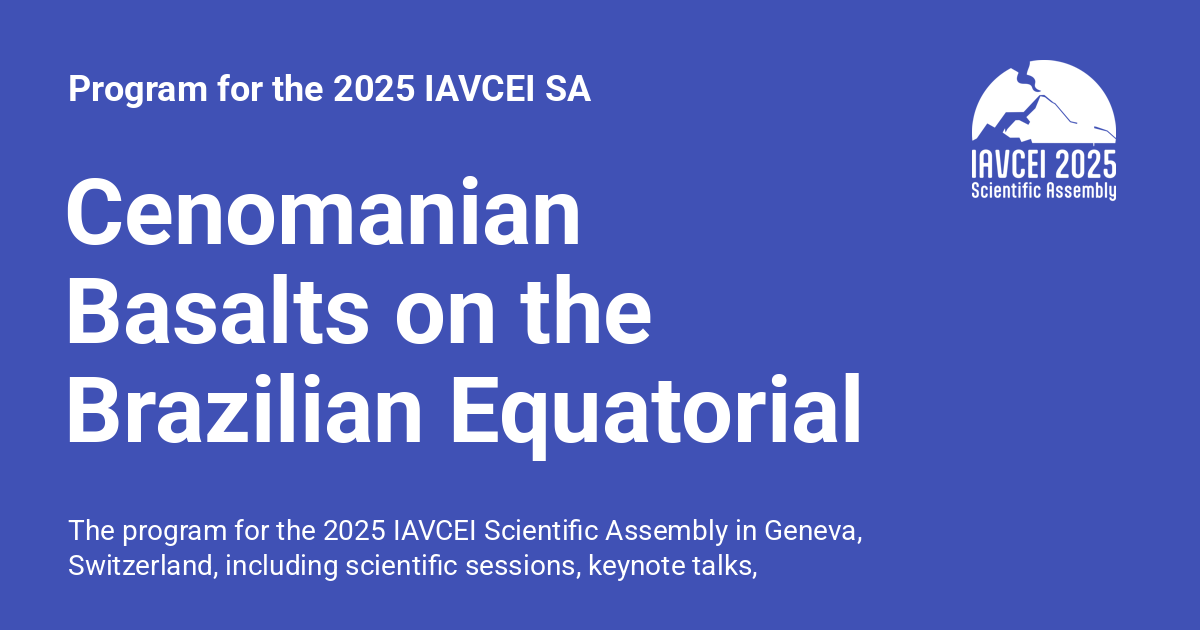 Program for the 2025 IAVCEI SA
IAVCEI 2025
Scientific Assembly
Cenomanian
Basalts on the
Brazilian Equatorial
The program for the 2025 IAVCEI Scientific Assembly in Geneva,
Switzerland, including scientific sessions, keynote talks,